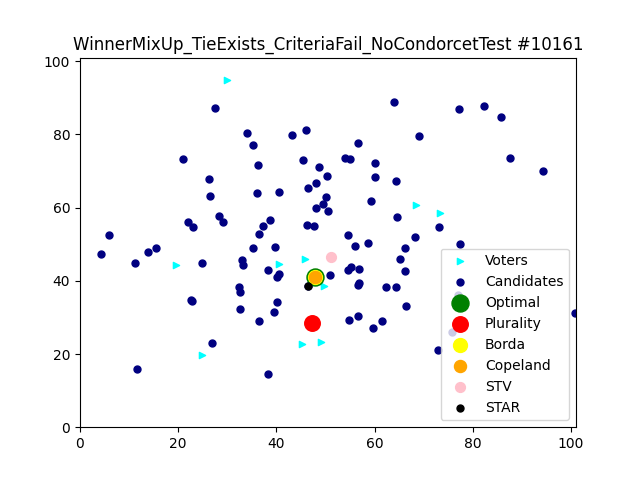 WinnerMixUp_TieExists_CriteriaFail_NoCondorcetTest #10161
100
80
60
40
20
0
0 20 40 60 80 100
Voters
Candidates
Optimal
Plurality
Borda
Copeland
STV
STAR